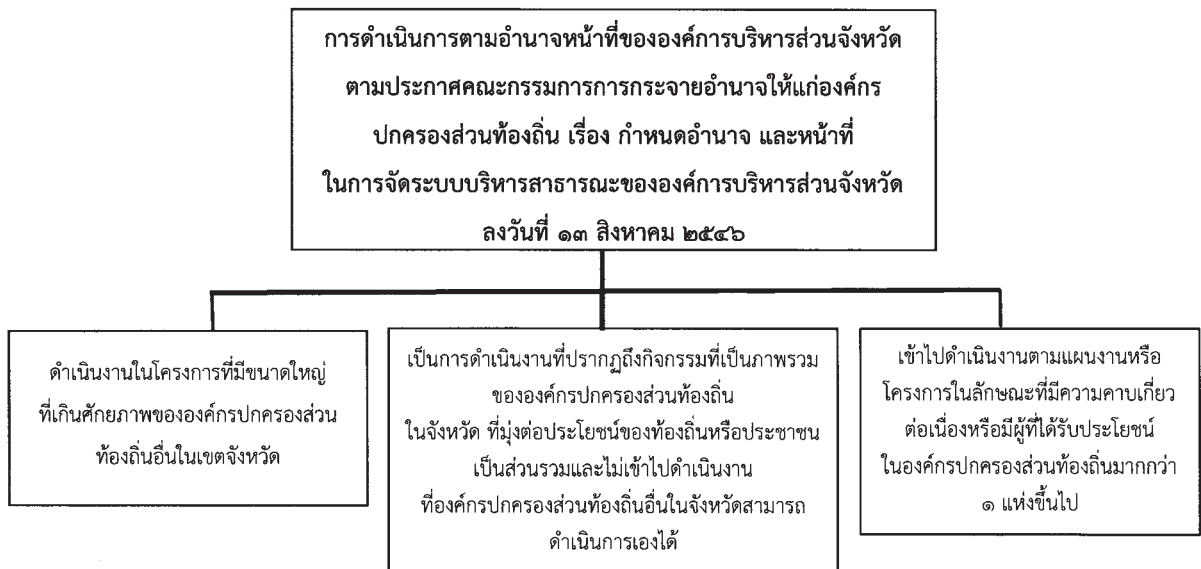 การดำเนินการตามอำนาจหน้าที่ขององค์การบริหารส่วนจังหวัด
ตามประกาศคณะกรรมการการกระจายอำนาจให้แก่องค์กร
ปกครองส่วนท้องถิ่น เรื่อง กำหนดอำนาจ และหน้าที่
ในการจัดระบบบริหารสาธารณะขององค์การบริหารส่วนจังหวัด
ลงวันที่ ๑๓ สิงหาคม ๒๕๔๖
ดำเนินงานในโครงการที่มีขนาดใหญ่
ที่เกินศักยภาพขององค์กรปกครองส่วน
ท้องถิ่นอื่นในเขตจังหวัด
เป็นการดำเนินงานที่ปรากฏถึงกิจกรรมที่เป็นภาพรวม
ขององค์กรปกครองส่วนท้องถิ่น
ในจังหวัด ที่มุ่งต่อประโยชน์ของท้องถิ่นหรือประชาชน
เป็นส่วนรวมและไม่เข้าไปดำเนินงาน
ที่องค์กรปกครองส่วนท้องถิ่นอื่นในจังหวัดสามารถ
ดำเนินการเองได้
เข้าไปดำเนินงานตามแผนงานหรือ
โครงการในลักษณะที่มีความคาบเกี่ยว
ต่อเนื่องหรือมีผู้ที่ได้รับประโยชน์
ในองค์กรปกครองส่วนท้องถิ่นมากกว่า
๑ แห่งขึ้นไป